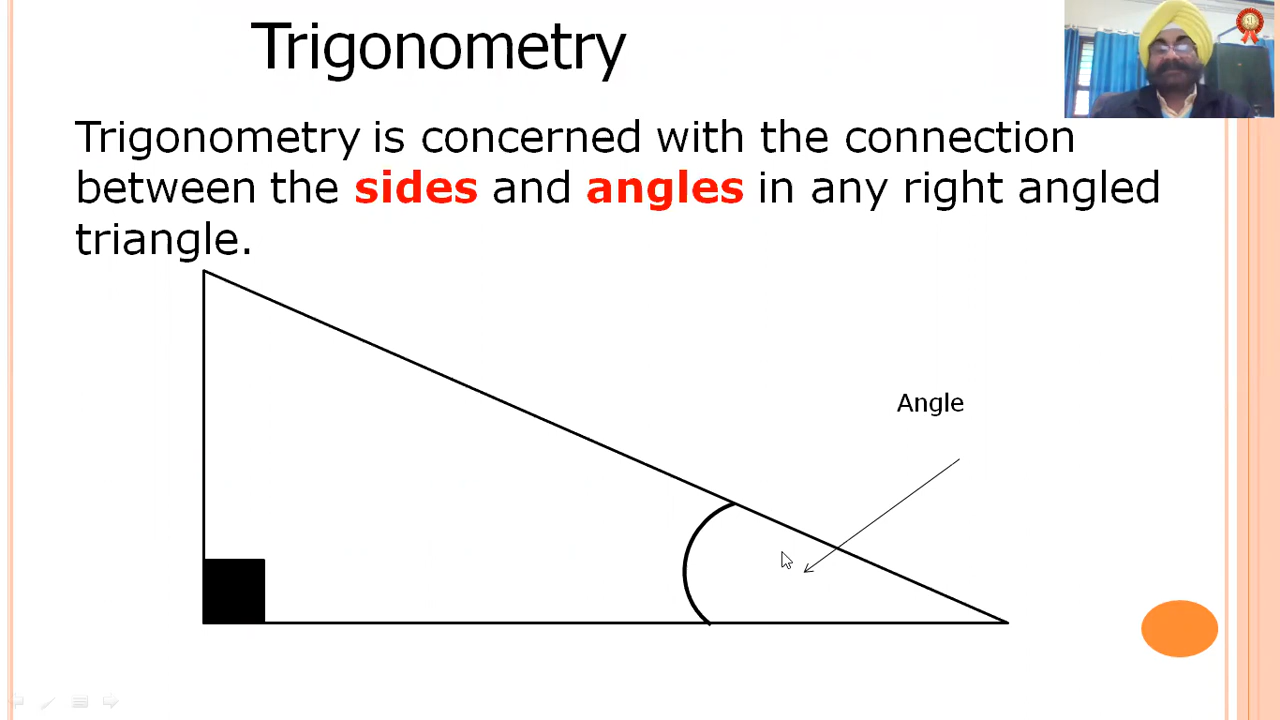 Trigonometry
Trigonometry is concerned with the connection
between the sides and angles in any right angled
triangle.
Angle